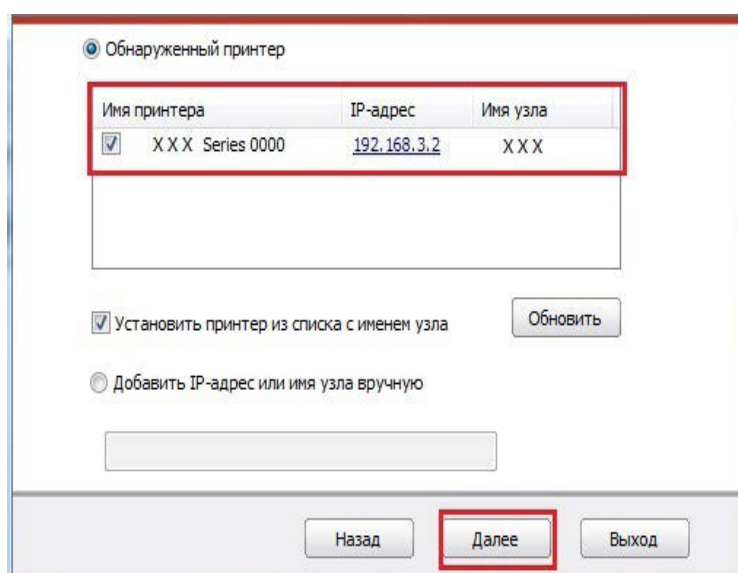 Обнаруженный принтер
Имя принтера IP-адрес Имя узла
X X X Series 0000 192.168.3.2 X X X
Установить принтер из списка с именем узла Обновить
Добавить IP-адрес или имя узла вручную
Назад Далее Выход